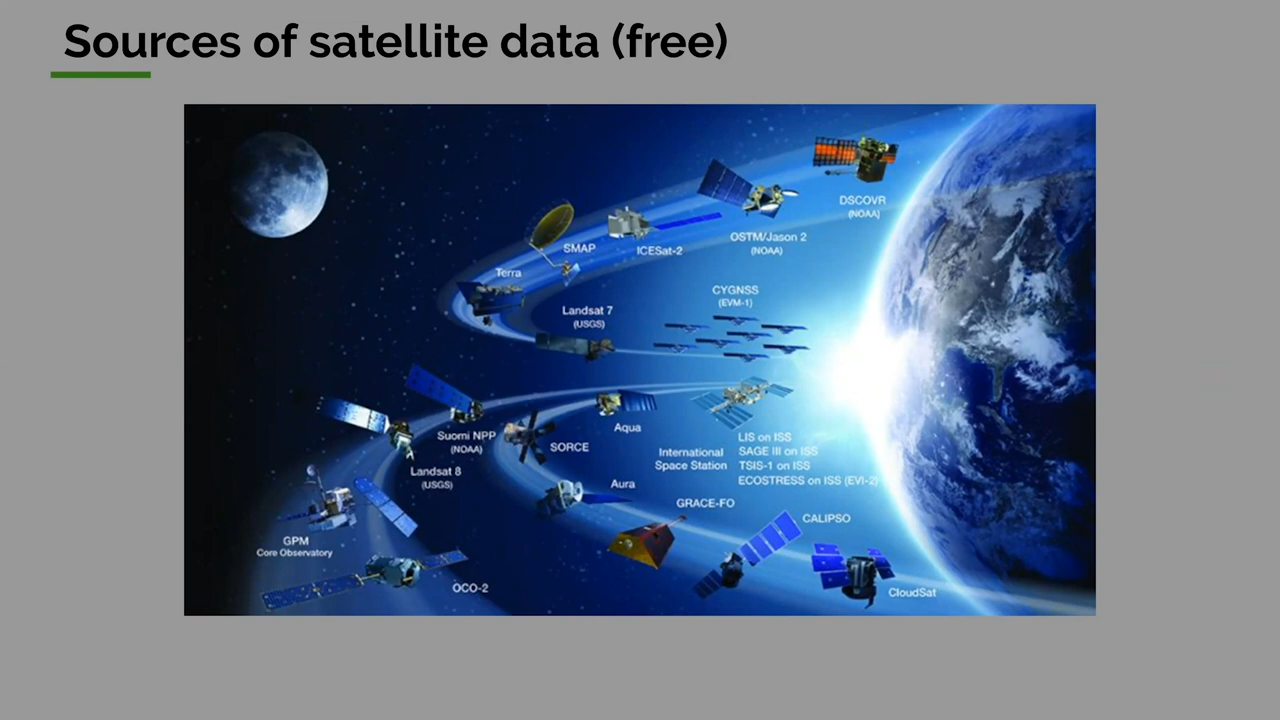 Sources of satellite data (free)
DSCOVR
(NOAA)
OSTM/Jason 2
(NOAA)
ICESat-2
SMAP
Terra
Landsat 7
(USGS)
CYGNSS
(EVM-1)
Suomi NPP
(NOAA)
Landsat 8
(USGS)
SORCE
Aqua
International
Space Station
LIS on ISS
SAGE III on ISS
TSIS-1 on ISS
ECOSTRESS on ISS (EVI-2)
Aura
GRACE-FO
CALIPSO
GPM
Core Observatory
OCO-2
CloudSat